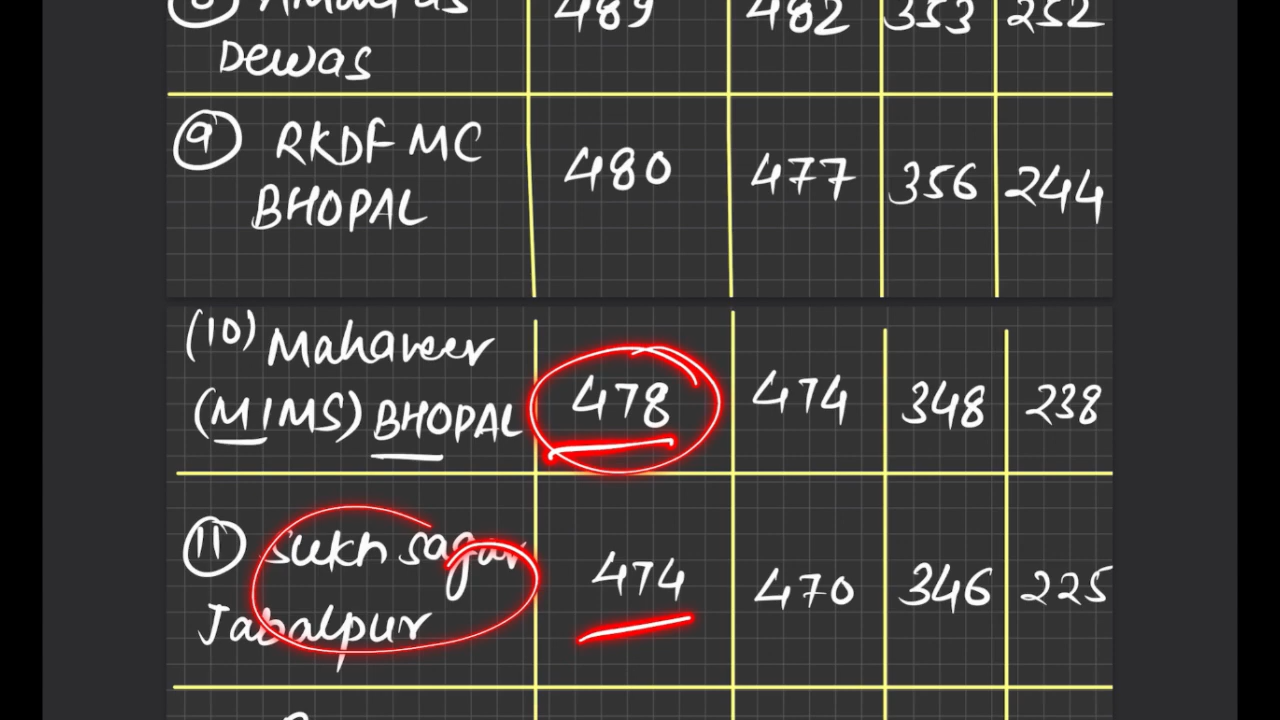 489 482 353 252
Dewas
9 RKDF MC
BHOPAL
480 477 356 244
(10) Mahaveer
(MIMS) BHOPAL
478 474 348 238
11 Sukh sagar
Jabalpur
474 470 346 225